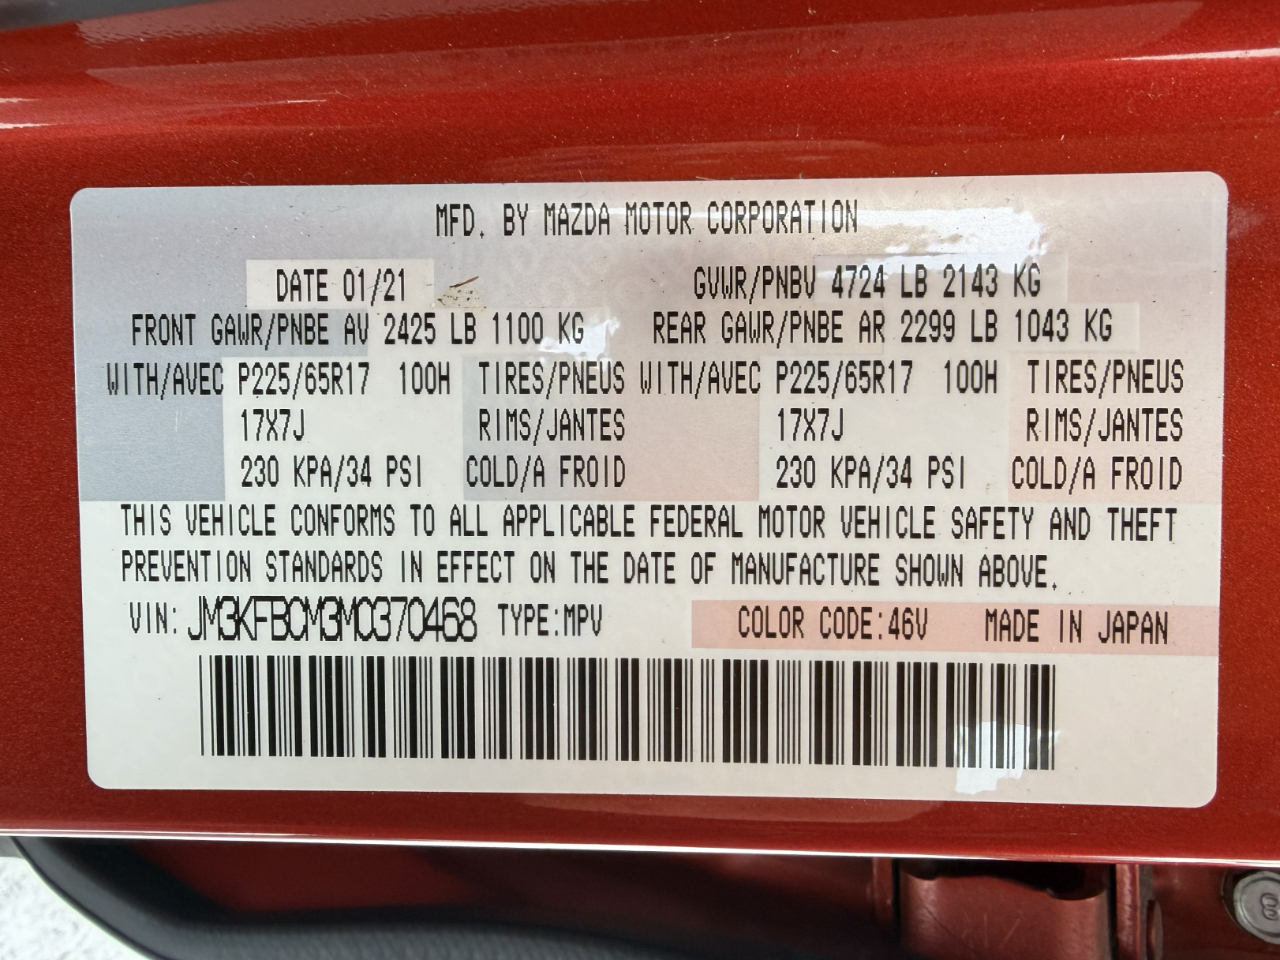 MFD. BY MAZDA MOTOR CORPORATION
DATE 01/21 GVWR/PNBV 4724 LB 2143 KG
FRONT GAWR/PNBE AV 2425 LB 1100 KG REAR GAWR/PNBE AR 2299 LB 1043 KG
WITH/AVEC P225/65R17 100H TIRES/PNEUS WITH/AVEC P225/65R17 100H TIRES/PNEUS
17X7J RIMS/JANTES 17X7J RIMS/JANTES
230 KPA/34 PSI COLD/A FROID 230 KPA/34 PSI COLD/A FROID
THIS VEHICLE CONFORMS TO ALL APPLICABLE FEDERAL MOTOR VEHICLE SAFETY AND THEFT
PREVENTION STANDARDS IN EFFECT ON THE DATE OF MANUFACTURE SHOWN ABOVE.
VIN: JM3KFBCM3M0370468 TYPE:MPV COLOR CODE:46V MADE IN JAPAN